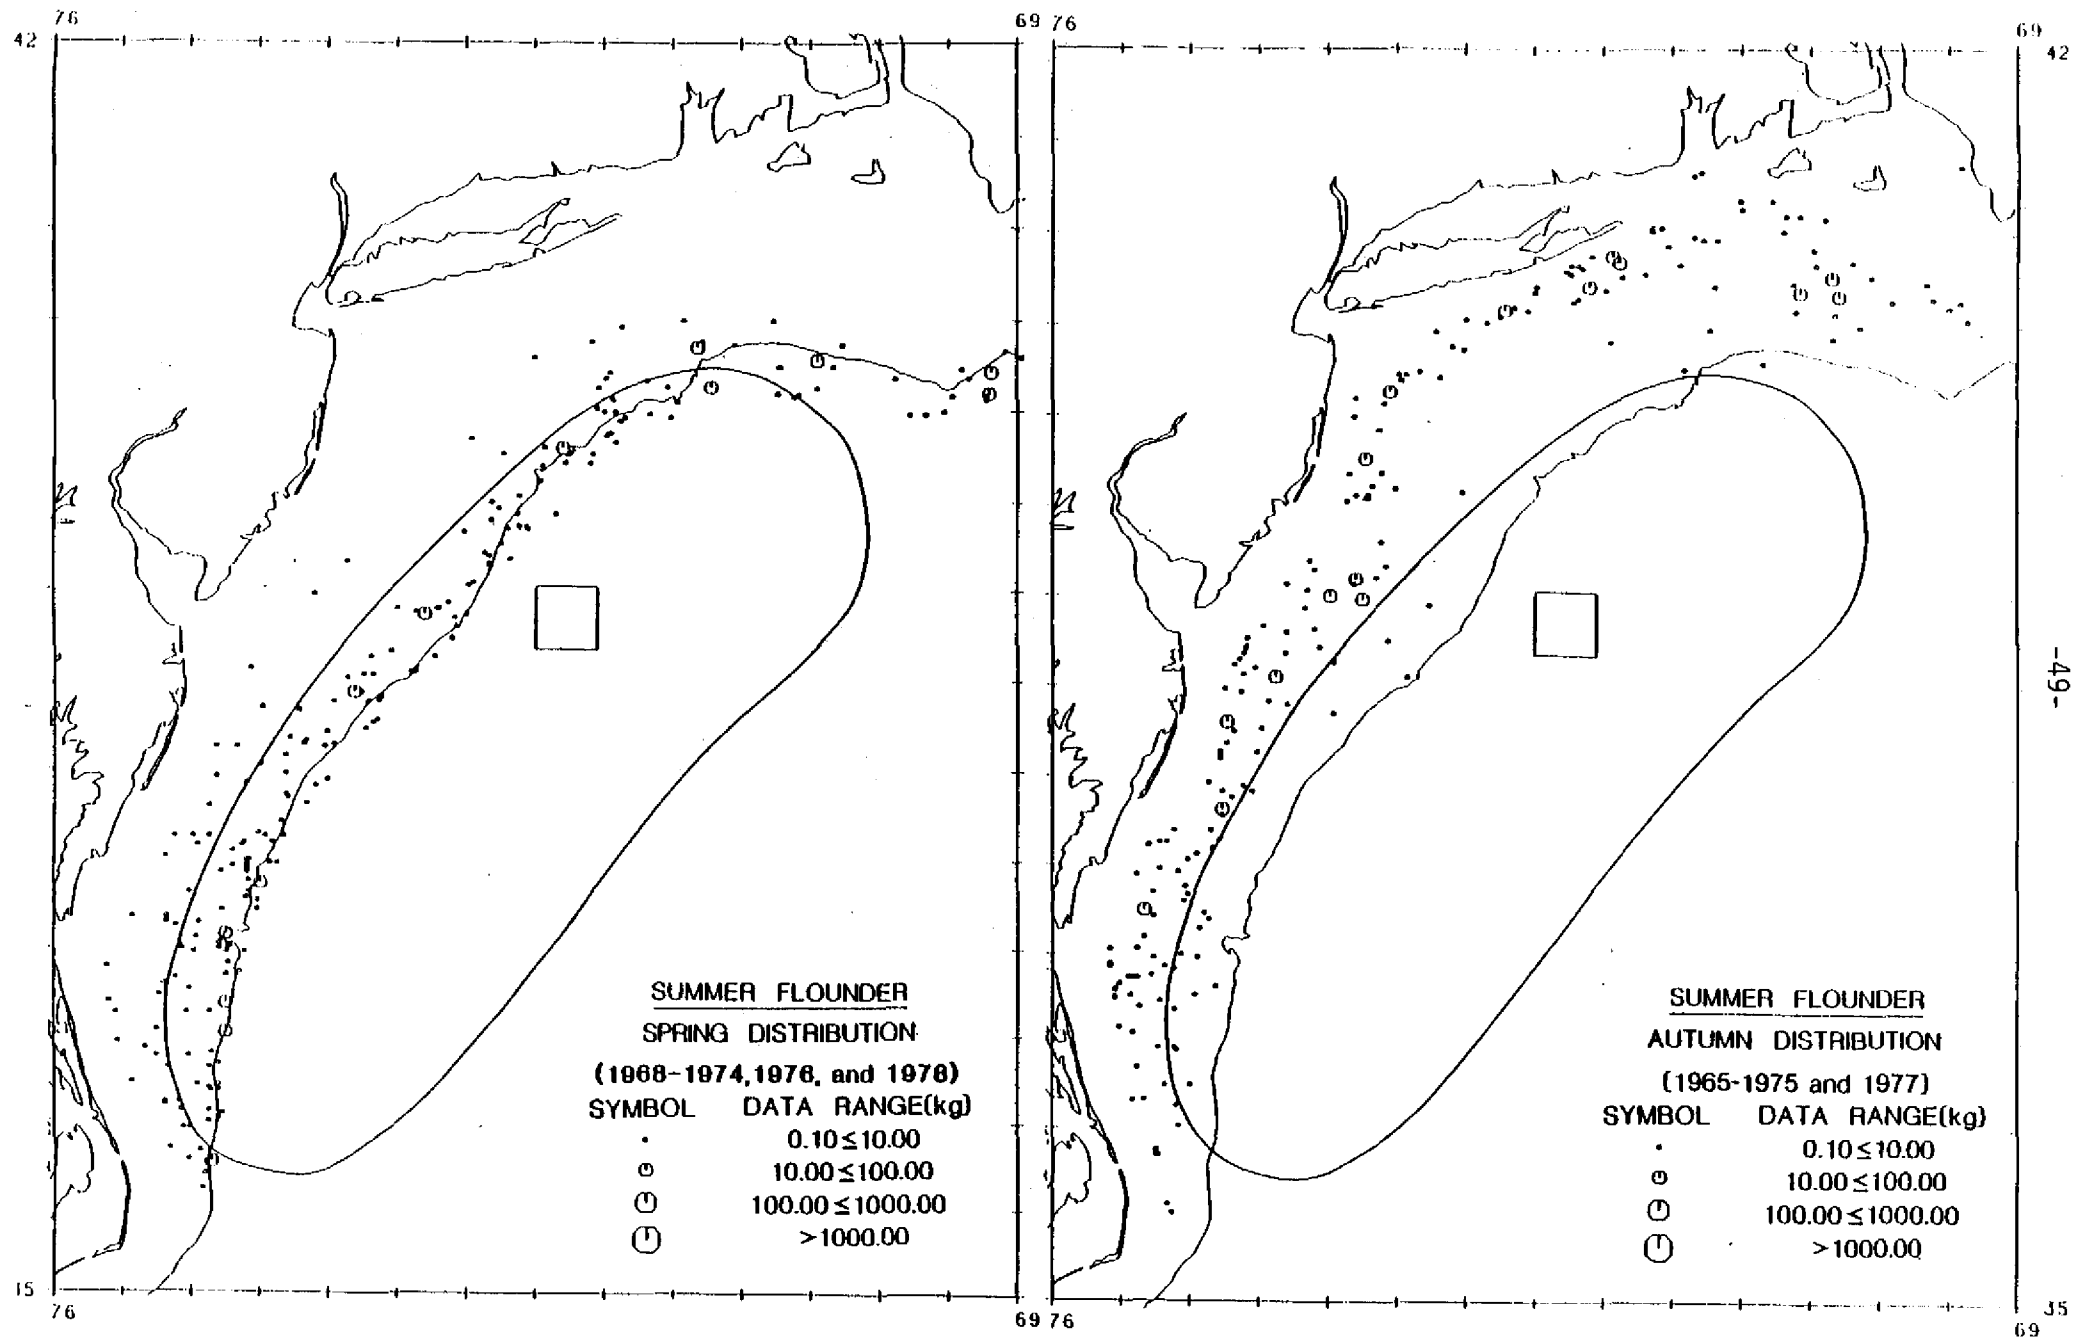 76
69 76
69
42
42
SUMMER FLOUNDER
SPRING DISTRIBUTION
(1968-1974,1976, and 1978)
SYMBOL DATA RANGE(kg)
0.10≤10.00
10.00≤100.00
100.00≤1000.00
>1000.00
SUMMER FLOUNDER
AUTUMN DISTRIBUTION
(1965-1975 and 1977)
SYMBOL DATA RANGE(kg)
0.10≤10.00
10.00≤100.00
100.00≤1000.00
>1000.00
-49-
35
76
69 76
69